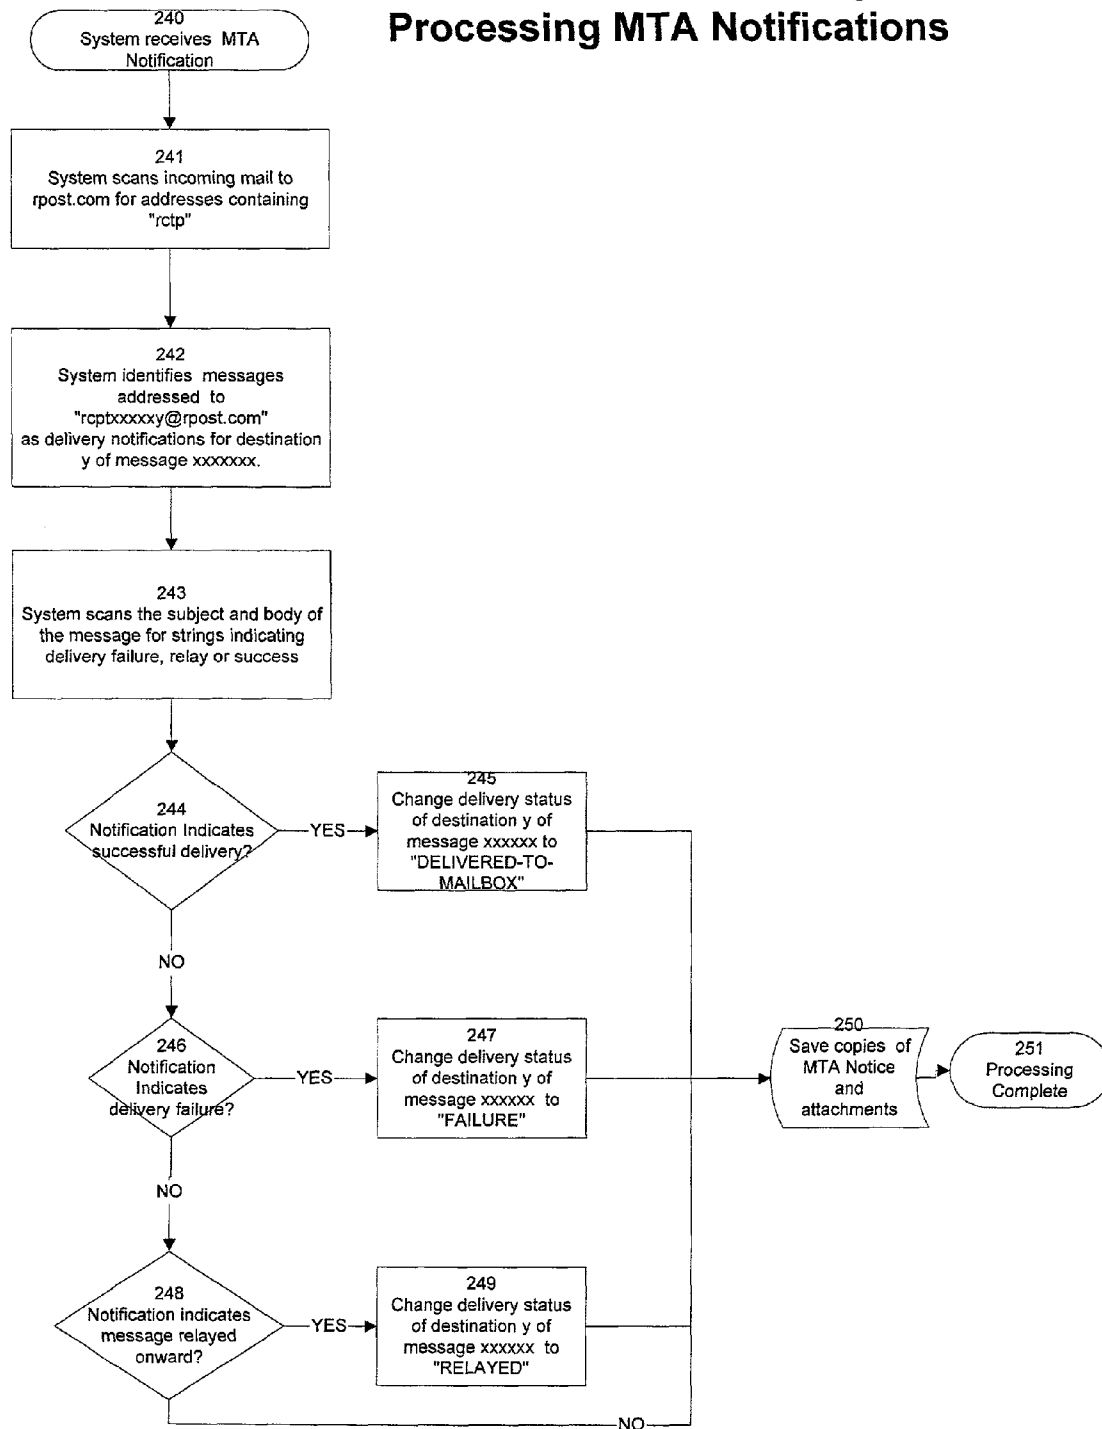 Processing MTA Notifications
240
System receives MTA
Notification
241
System scans incoming mail to
rpost.com for addresses containing
"rctp"
242
System identifies messages
addressed to
"rcptxxxxxy@rpost.com"
as delivery notifications for destination
y of message xxxxxxx.
243
System scans the subject and body of
the message for strings indicating
delivery failure, relay or success
244
Notification Indicates
successful delivery?
YES
245
Change delivery status
of destination y of
message xxxxxx to
"DELIVERED-TO-
MAILBOX"
NO
246
Notification
Indicates
delivery failure?
YES
247
Change delivery status
of destination y of
message xxxxxx to
"FAILURE"
250
Save copies of
MTA Notice
and
attachments
251
Processing
Complete
NO
248
Notification indicates
message relayed
onward?
YES
249
Change delivery status
of destination y of
message xxxxxx to
"RELAYED"
NO